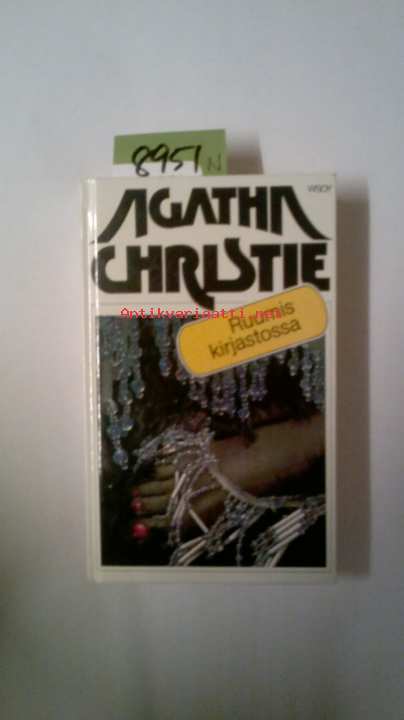 8951 N
WSOY
AGATHA
CHRISTIE
Antikvariaatti.net
Ruumis
kirjastossa